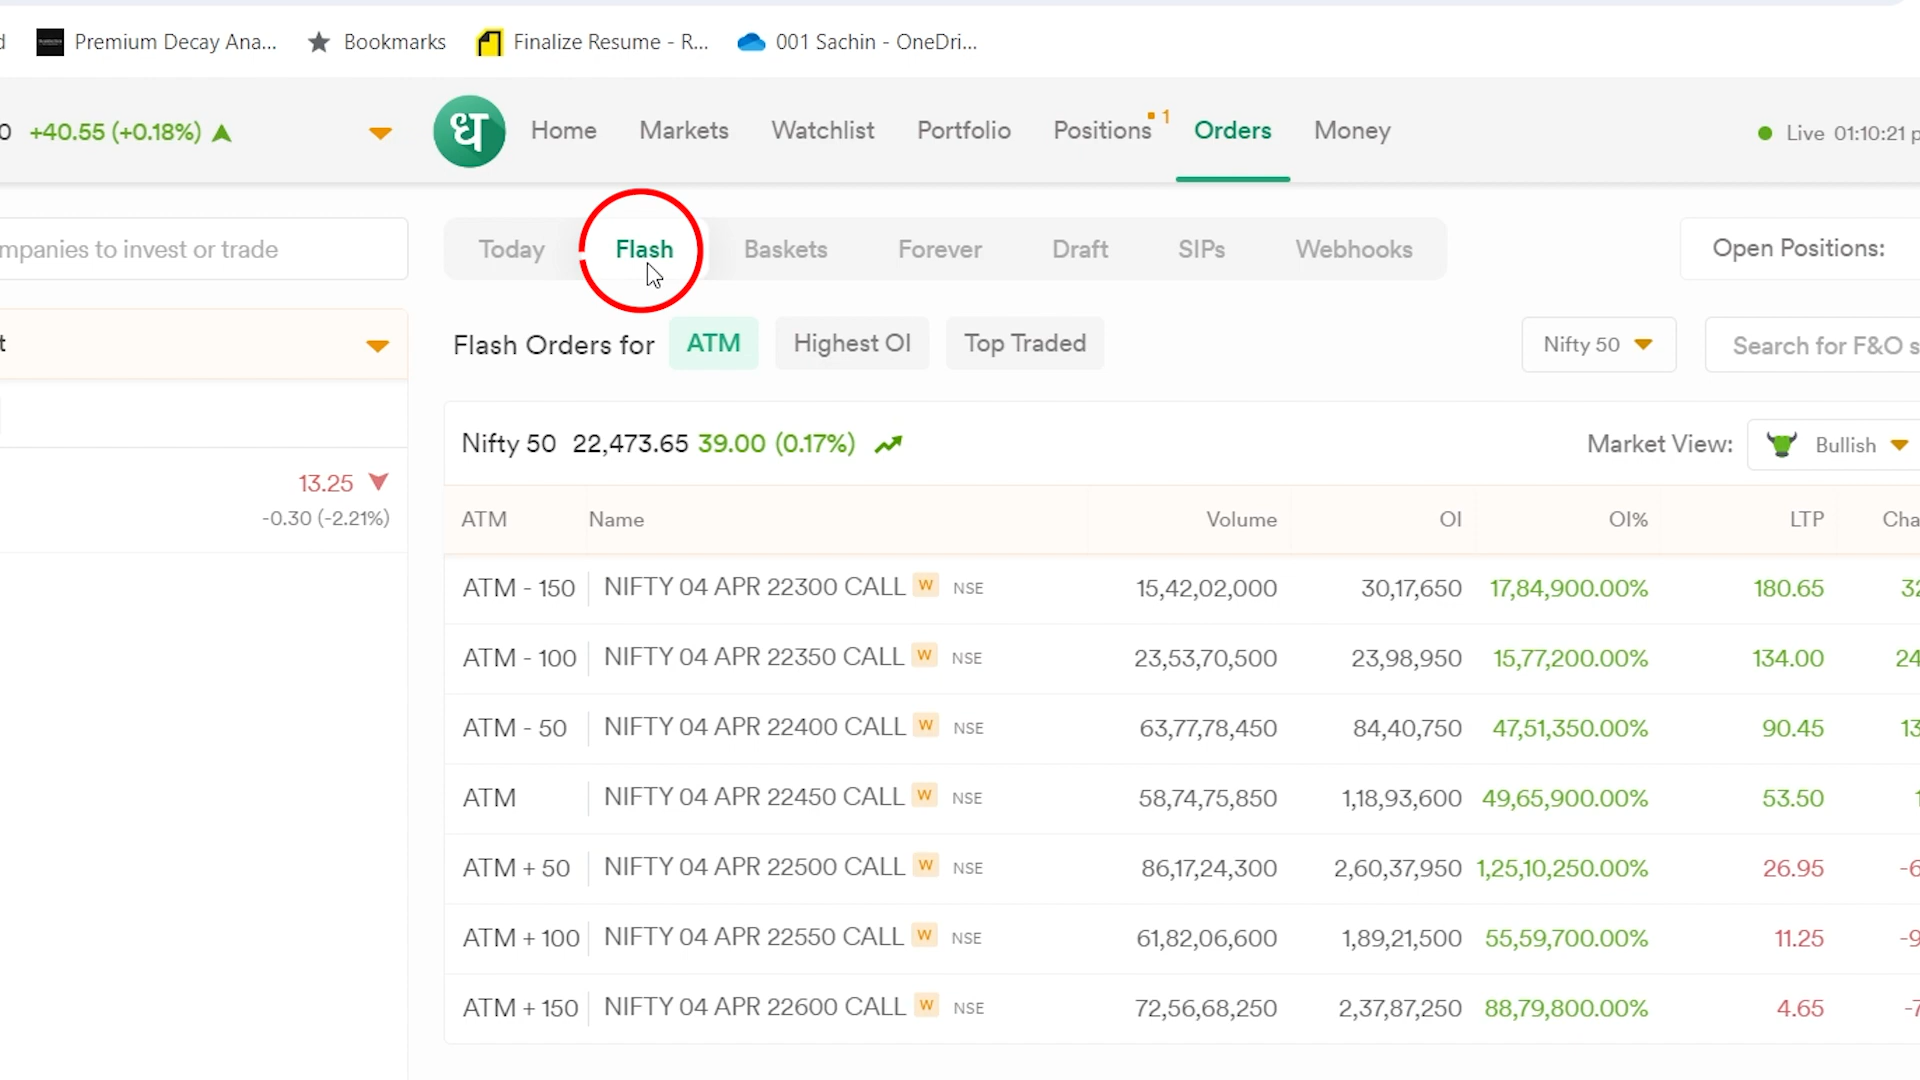 Premium Decay Ana... Bookmarks Finalize Resume - R... 001 Sachin - OneDri...
+40.55 (+0.18%) धं Home Markets Watchlist Portfolio Positions 1 Orders Money Live 01:10:21 p
mpanies to invest or trade Today Flash Baskets Forever Draft SIPs Webhooks Open Positions:
Flash Orders for ATM Highest OI Top Traded Nifty 50 Search for F&O s
Nifty 50 22,473.65 39.00 (0.17%) Market View: Bullish
13.25
-0.30 (-2.21%)
ATM Name Volume OI OI% LTP Cha
ATM - 150 NIFTY 04 APR 22300 CALL W NSE 15,42,02,000 30,17,650 17,84,900.00% 180.65 32
ATM - 100 NIFTY 04 APR 22350 CALL W NSE 23,53,70,500 23,98,950 15,77,200.00% 134.00 24
ATM - 50 NIFTY 04 APR 22400 CALL W NSE 63,77,78,450 84,40,750 47,51,350.00% 90.45 13
ATM NIFTY 04 APR 22450 CALL W NSE 58,74,75,850 1,18,93,600 49,65,900.00% 53.50 1
ATM + 50 NIFTY 04 APR 22500 CALL W NSE 86,17,24,300 2,60,37,950 1,25,10,250.00% 26.95 -6
ATM + 100 NIFTY 04 APR 22550 CALL W NSE 61,82,06,600 1,89,21,500 55,59,700.00% 11.25 -9
ATM + 150 NIFTY 04 APR 22600 CALL W NSE 72,56,68,250 2,37,87,250 88,79,800.00% 4.65 -7